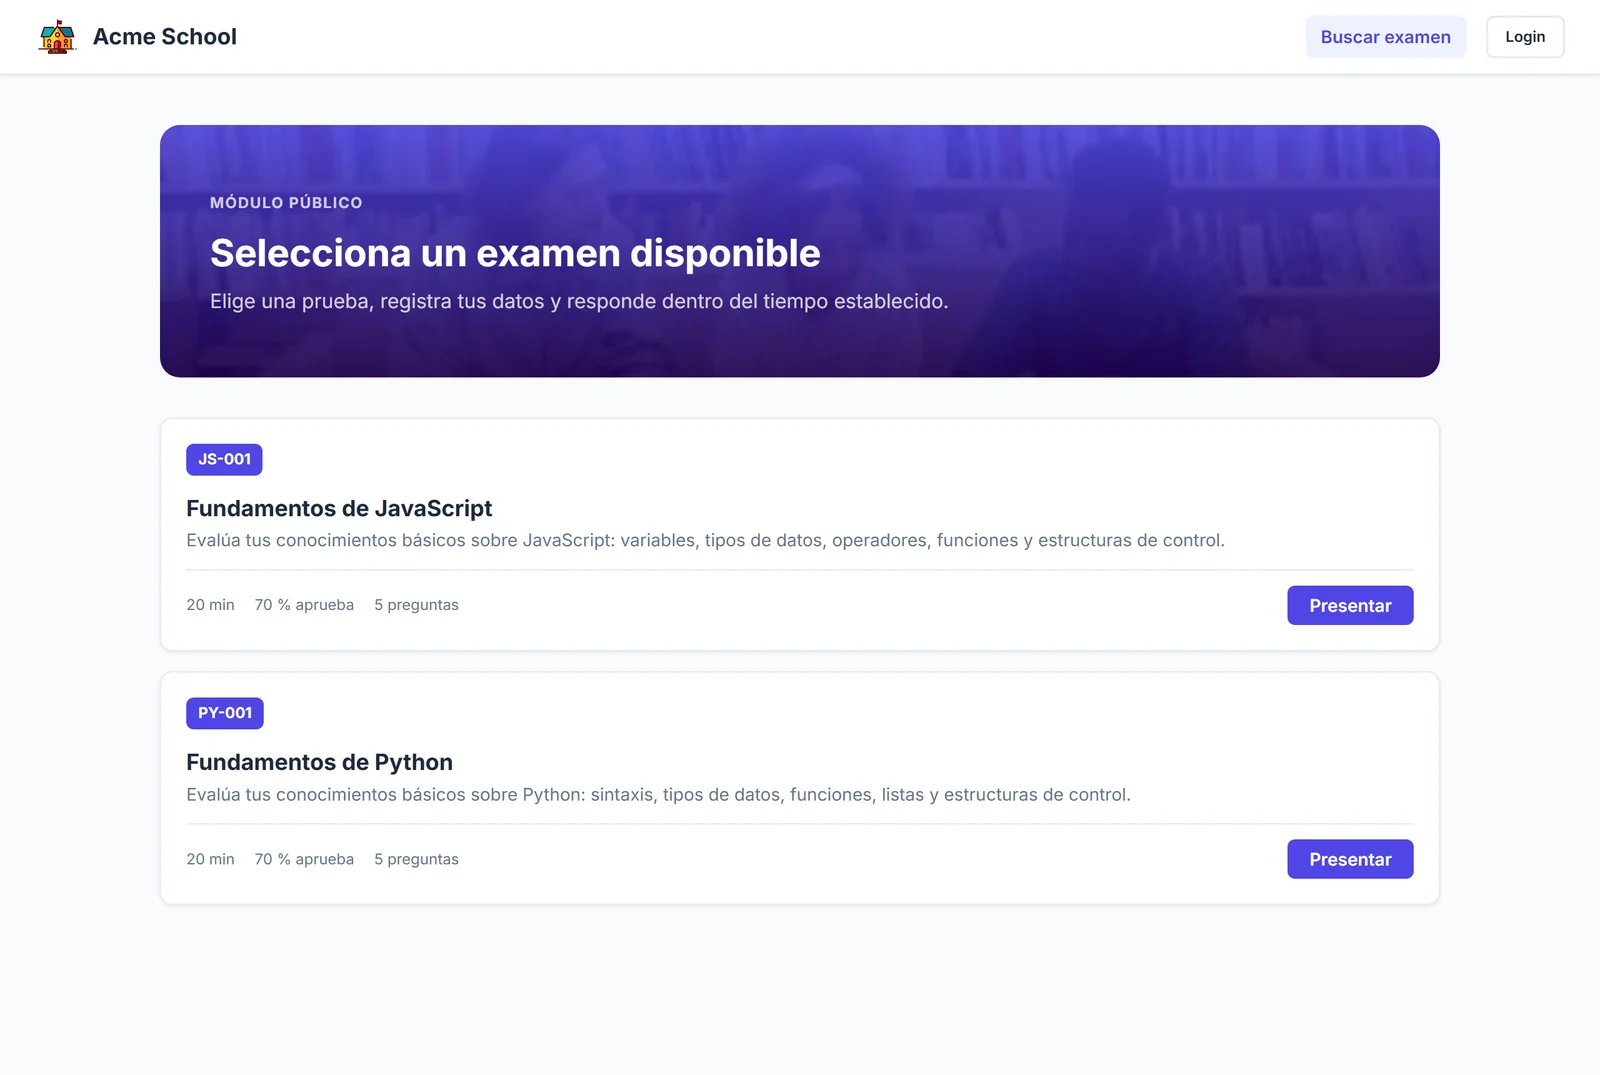 Acme School
Buscar examen
Login
MÓDULO PÚBLICO
Selecciona un examen disponible
Elige una prueba, registra tus datos y responde dentro del tiempo establecido.
JS-001
Fundamentos de JavaScript
Evalúa tus conocimientos básicos sobre JavaScript: variables, tipos de datos, operadores, funciones y estructuras de control.
20 min 70 % aprueba 5 preguntas
Presentar
PY-001
Fundamentos de Python
Evalúa tus conocimientos básicos sobre Python: sintaxis, tipos de datos, funciones, listas y estructuras de control.
20 min 70 % aprueba 5 preguntas
Presentar